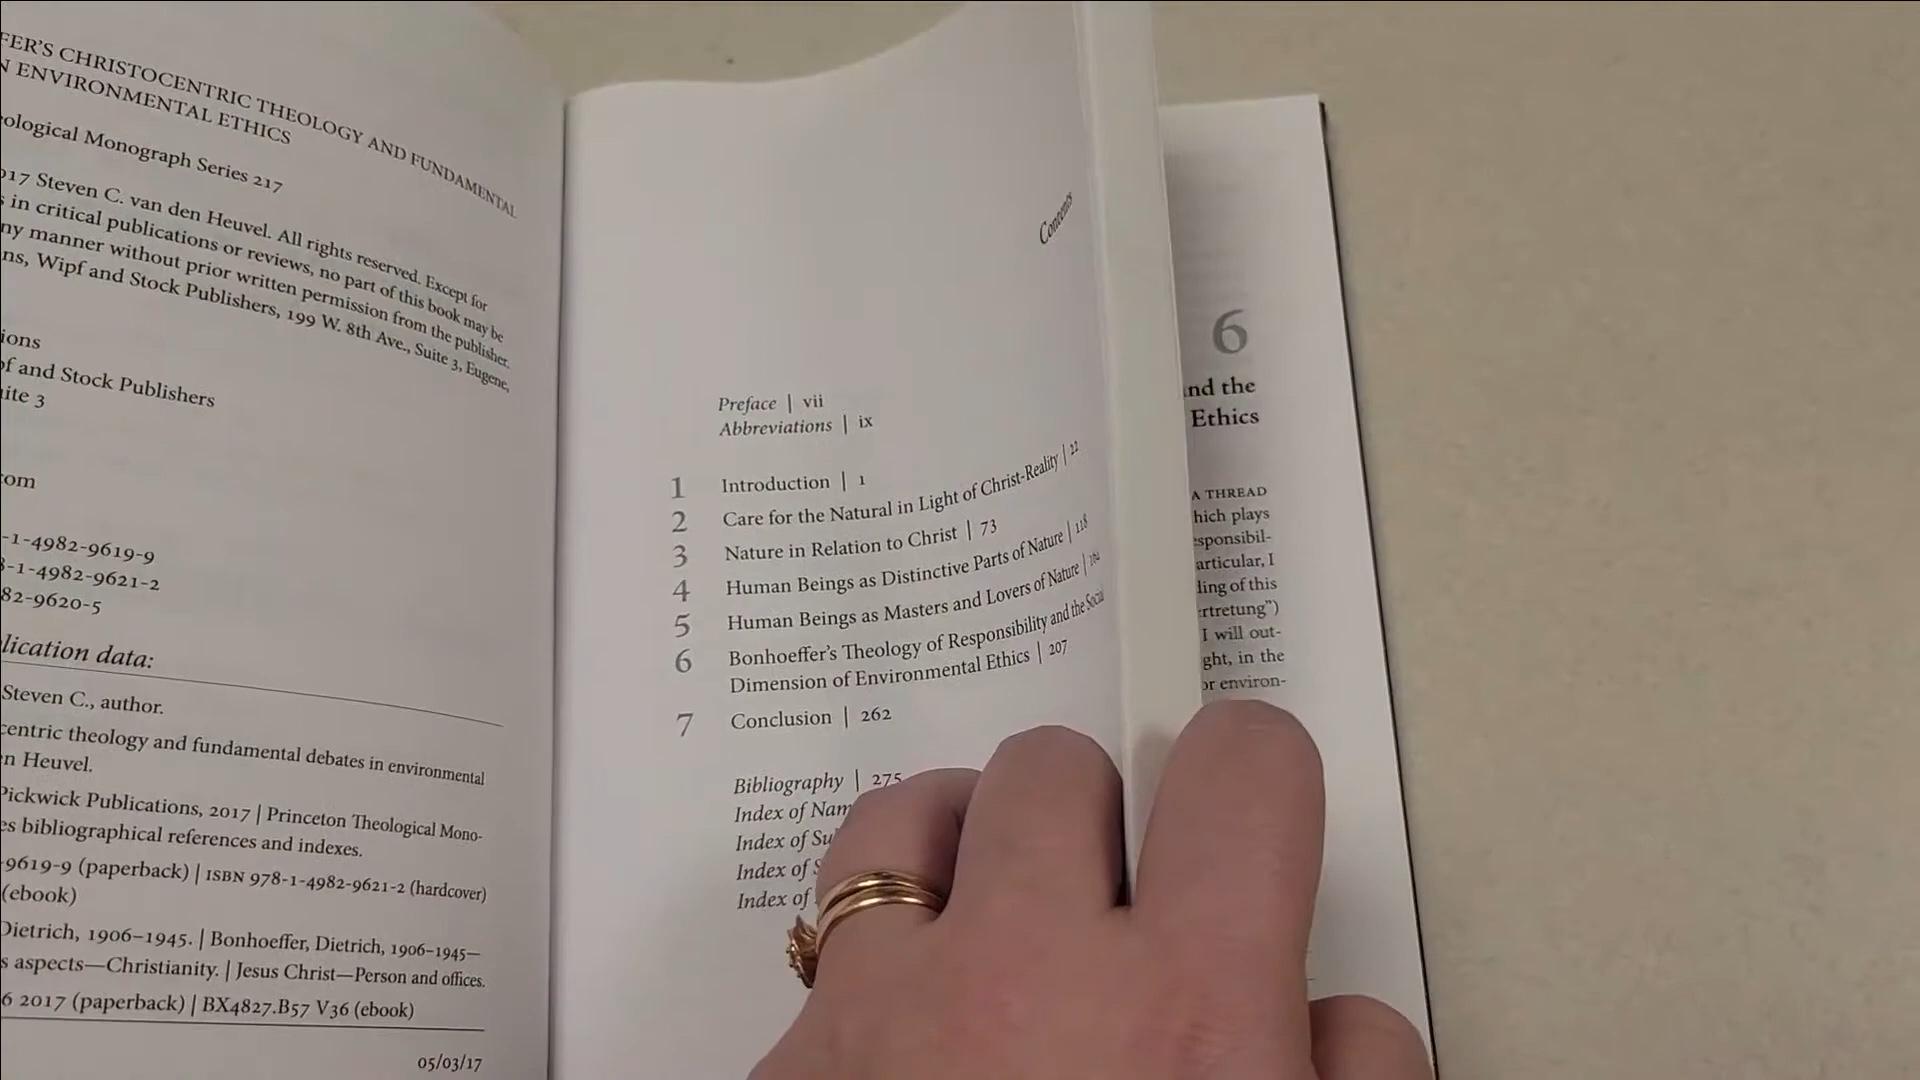 FER'S CHRISTOCENTRIC THEOLOGY AND FUNDAMENTAL
N ENVIRONMENTAL ETHICS
ological Monograph Series 217
017 Steven C. van den Heuvel. All rights reserved. Except for
s in critical publications or reviews, no part of this book may be
ny manner without prior written permission from the publisher.
ns, Wipf and Stock Publishers, 199 W. 8th Ave., Suite 3, Eugene,
ions
pf and Stock Publishers
uite 3
com
-1-4982-9619-9
8-1-4982-9621-2
82-9620-5
lication data:
Steven C., author.
centric theology and fundamental debates in environmental
n Heuvel.
Pickwick Publications, 2017 | Princeton Theological Mono-
es bibliographical references and indexes.
-9619-9 (paperback) | ISBN 978-1-4982-9621-2 (hardcover)
(ebook)
Dietrich, 1906–1945. | Bonhoeffer, Dietrich, 1906–1945—
s aspects—Christianity. | Jesus Christ—Person and offices.
6 2017 (paperback) | BX4827.B57 V36 (ebook)
05/03/17
Contents
Preface | vii
Abbreviations | ix
1 Introduction | 1
2 Care for the Natural in Light of Christ-Reality | 22
3 Nature in Relation to Christ | 73
4 Human Beings as Distinctive Parts of Nature | 118
5 Human Beings as Masters and Lovers of Nature |
6 Bonhoeffer's Theology of Responsibility and the Social
Dimension of Environmental Ethics | 207
7 Conclusion | 262
Bibliography | 275
Index of Nam
Index of Su
Index of S
Index of
6
nd the
Ethics
A THREAD
hich plays
esponsibil-
articular, I
ling of this
rtretung")
I will out-
ght, in the
or environ-